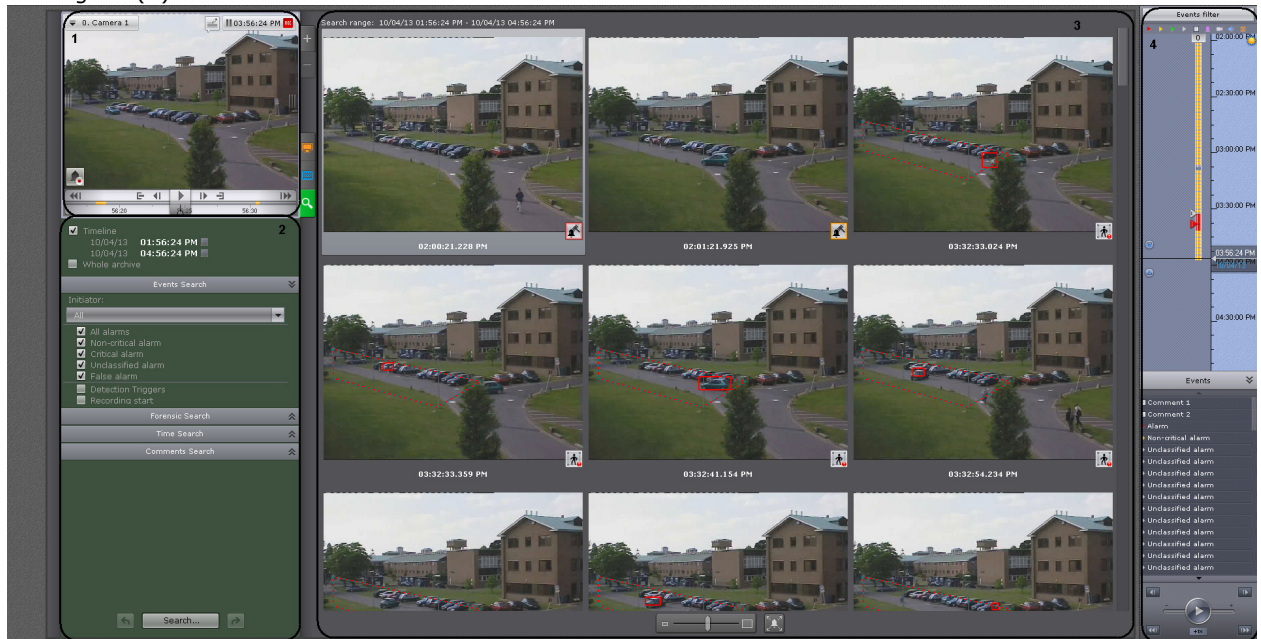 0. Camera 1
03:56:24 PM
1
56:20
56:30
Timeline
2
10/04/13 01:56:24 PM
10/04/13 04:56:24 PM
Whole archive
Events Search
Initiator:
All
All alarms
Non-critical alarm
Critical alarm
Unclassified alarm
False alarm
Detection Triggers
Recording start
Forensic Search
Time Search
Comments Search
Search...
Search range: 10/04/13 01:56:24 PM - 10/04/13 04:56:24 PM
3
02:00:21.228 PM
02:01:21.925 PM
03:32:33.024 PM
03:32:33.359 PM
03:32:41.154 PM
03:32:54.234 PM
Events filter
4
0
02:00:00 PM
02:30:00 PM
03:00:00 PM
03:30:00 PM
03:56:24 PM
10/04/13
04:30:00 PM
Events
Comment 1
Comment 2
Alarm
Non-critical alarm
Unclassified alarm
Unclassified alarm
Unclassified alarm
Unclassified alarm
Unclassified alarm
Unclassified alarm
Unclassified alarm
Unclassified alarm
Unclassified alarm
Unclassified alarm
Unclassified alarm